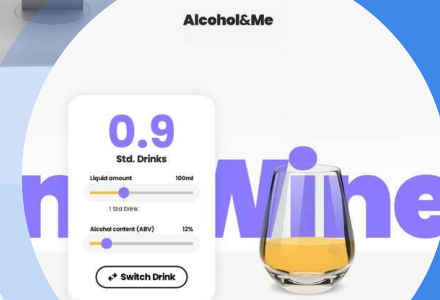 Alcohol&Me
0.9
Std. Drinks
Liquid amount 100ml
1 Std Drink
Alcohol content (ABV) 12%
Switch Drink
n Wine